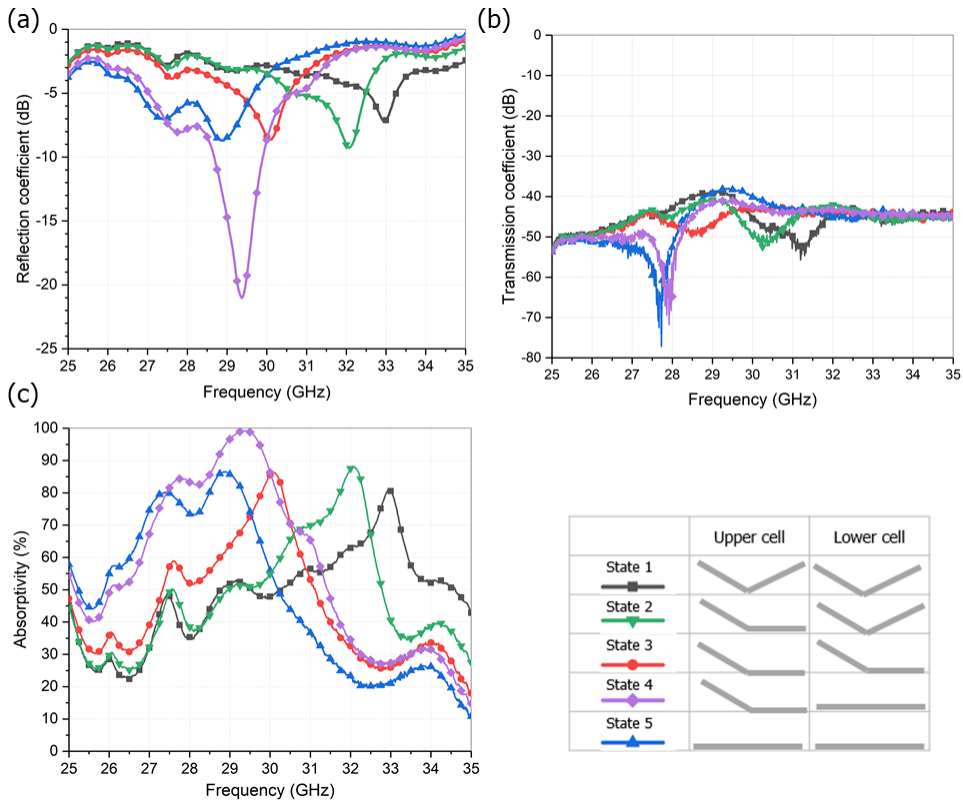 (a)
0
-5
-10
-15
-20
-25
Reflection coefficient (dB)
25 26 27 28 29 30 31 32 33 34 35
Frequency (GHz)
(b)
0
-10
-20
-30
-40
-50
-60
-70
-80
Transmission coefficient (dB)
25 26 27 28 29 30 31 32 33 34 35
Frequency (GHz)
(c)
100
90
80
70
60
50
40
30
20
10
0
Absorptivity (%)
25 26 27 28 29 30 31 32 33 34 35
Frequency (GHz)
Upper cell Lower cell
State 1
State 2
State 3
State 4
State 5